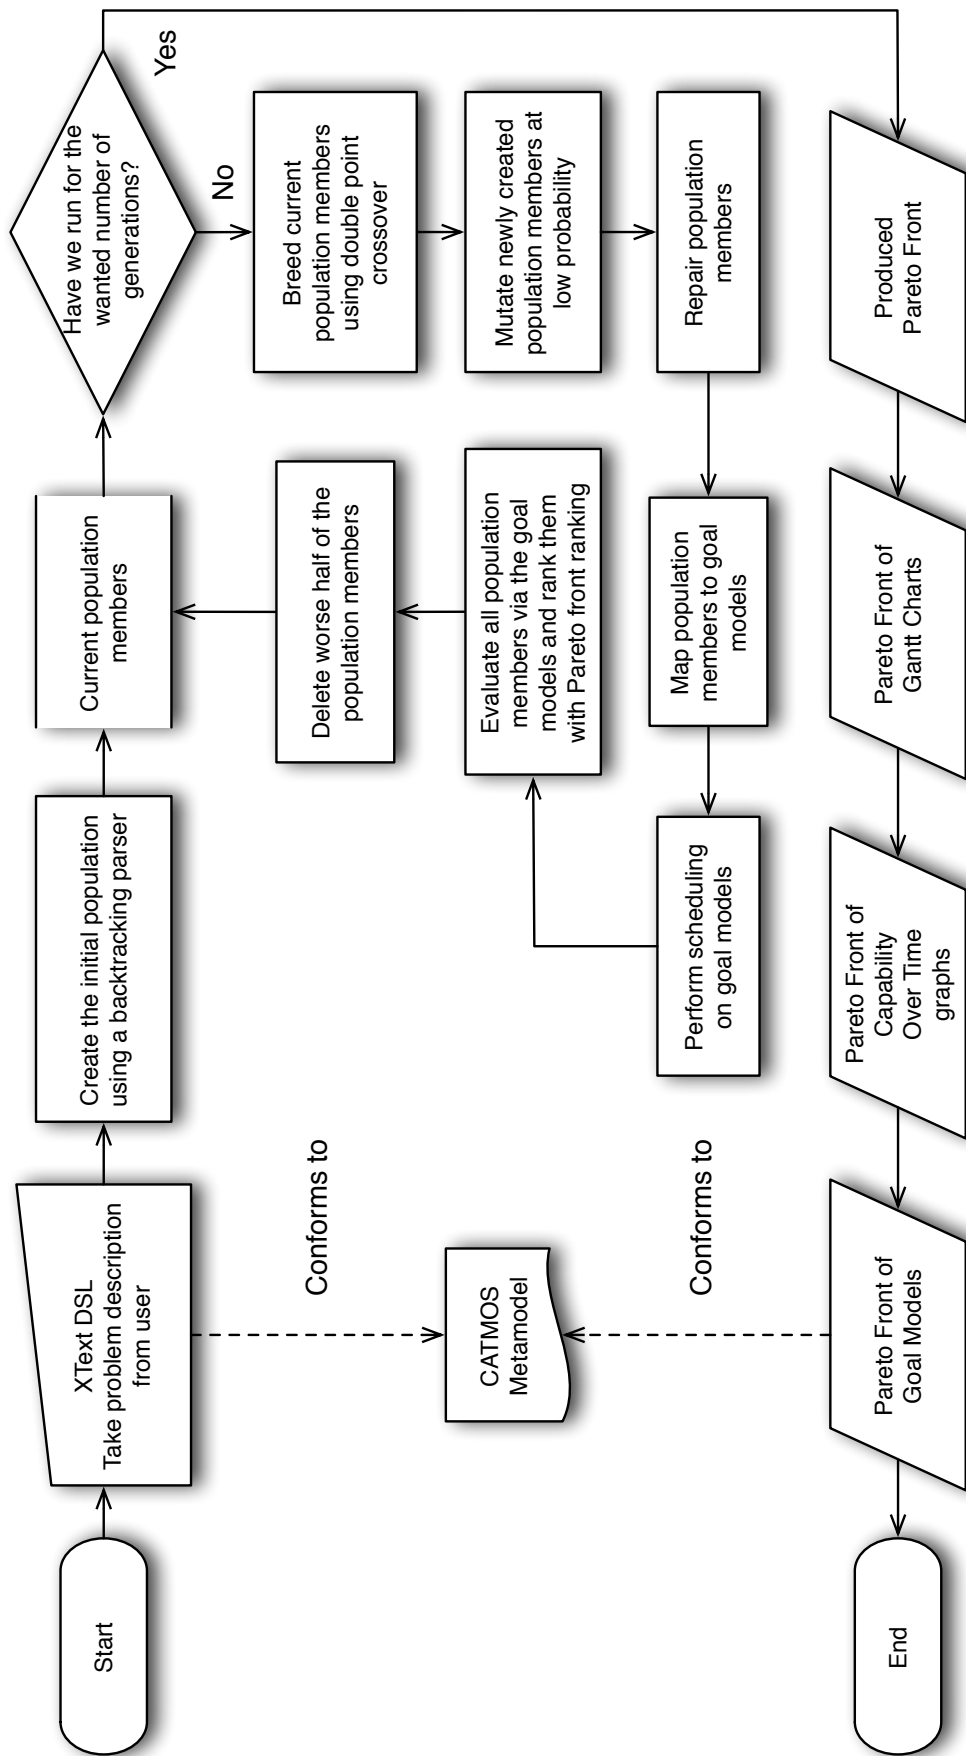 Start
XText DSL
Take problem description
from user
Create the initial population
using a backtracking parser
Current population
members
Have we run for the
wanted number of
generations?
Yes
No
Breed current
population members
using double point
crossover
Mutate newly created
population members at
low probability
Repair population
members
Map population
members to goal
models
Perform scheduling
on goal models
Evaluate all population
members via the goal
models and rank them
with Pareto front ranking
Delete worse half of the
population members
Conforms to
CATMOS
Metamodel
Conforms to
Produced
Pareto Front
Pareto Front of
Gantt Charts
Pareto Front of
Capability
Over Time
graphs
Pareto Front of
Goal Models
End